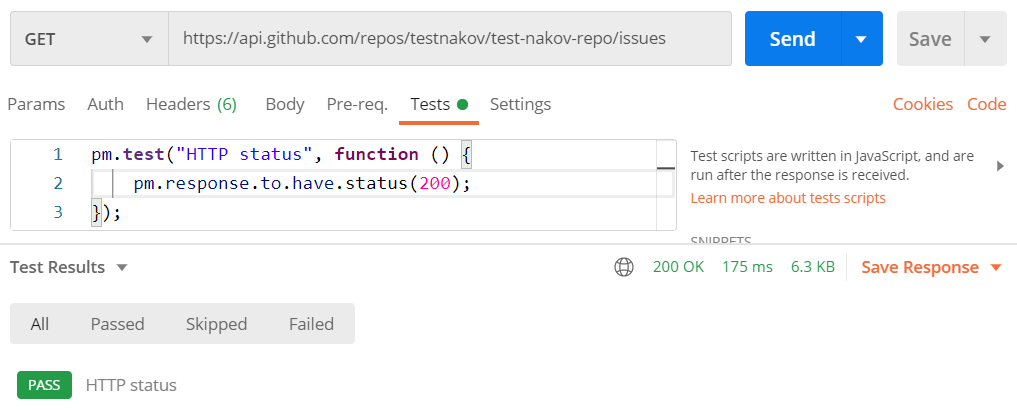 GET https://api.github.com/repos/testnakov/test-nakov-repo/issues Send Save
Params Auth Headers (6) Body Pre-req. Tests Settings Cookies Code
1 pm.test("HTTP status", function () {
2 pm.response.to.have.status(200);
3 });
Test scripts are written in JavaScript, and are
run after the response is received.
Learn more about tests scripts
SNIPPETS
Test Results 200 OK 175 ms 6.3 KB Save Response
All Passed Skipped Failed
PASS HTTP status